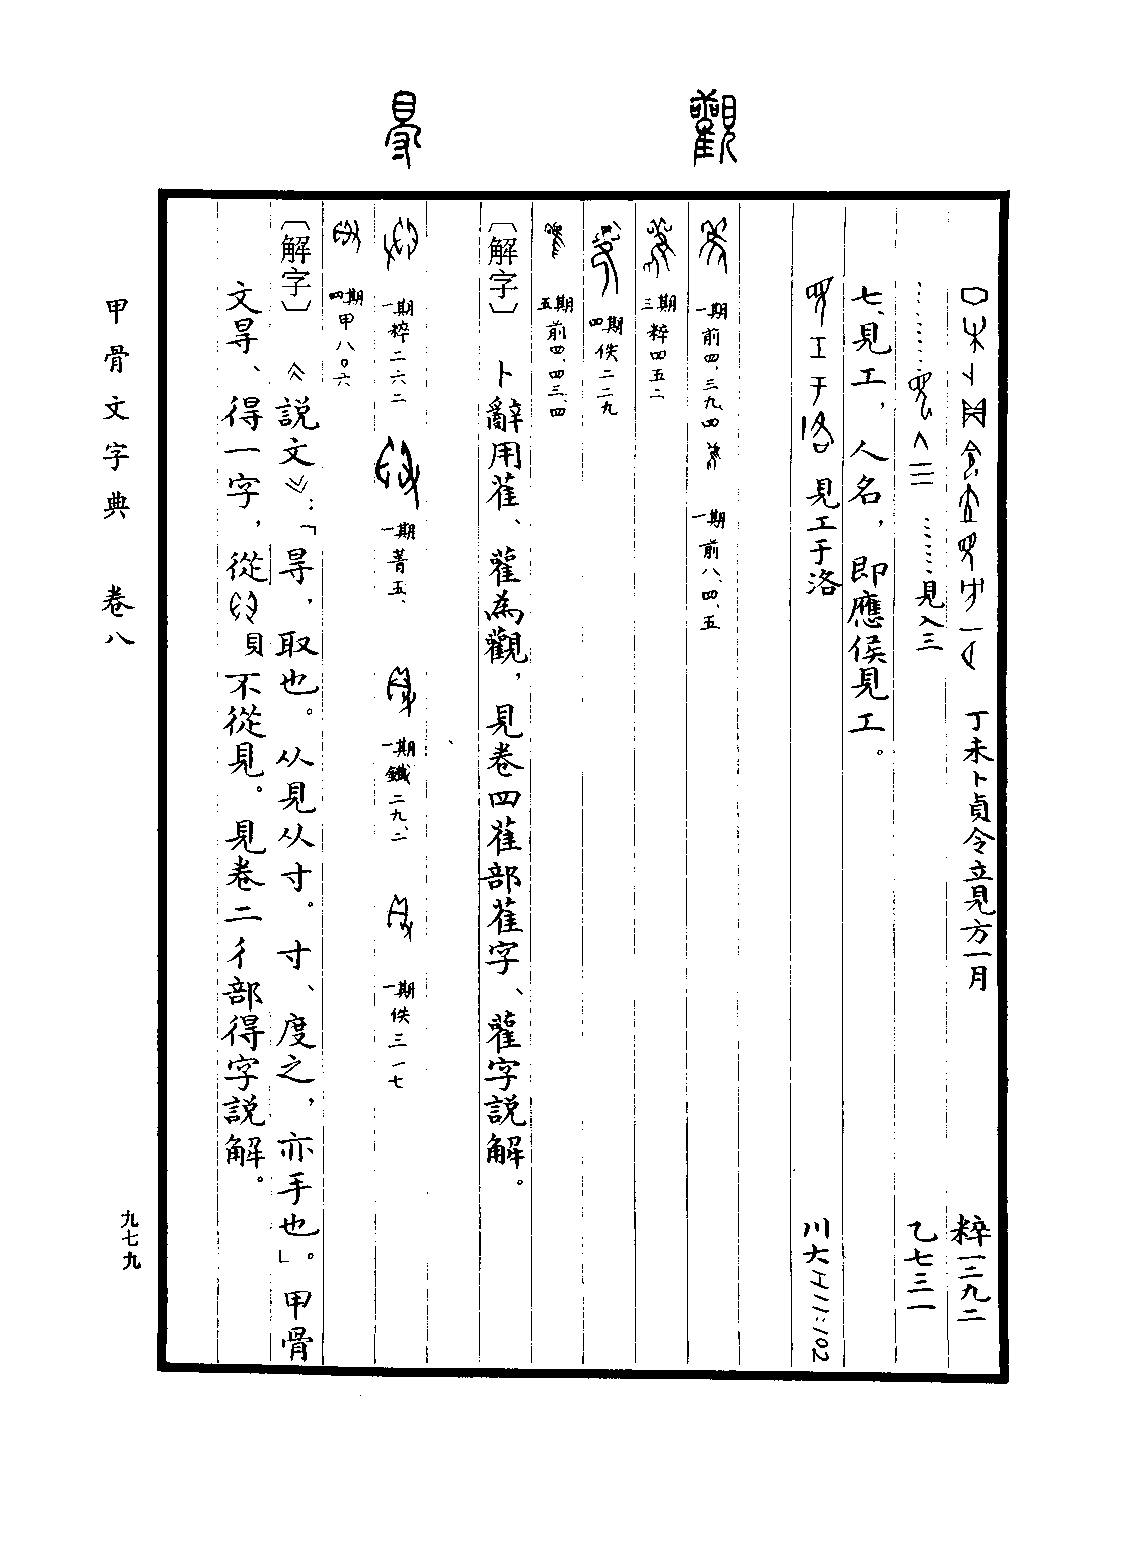 丁未卜貞令立見方一月 粹一二九二
……見入三 乙七三一
七、見工，人名，即應侯見工。
見工于洛 川大工二二:102
觀
一期前四、三九、四 一期前八、四、五
三期粹四五二
四期佚二二九
五期前四、四三、四
〔解字〕 卜辭用雈、雚為觀，見卷四雈部雈字、雚字說解。
㝵
一期粹二六二 一期菁五、 一期鐵二九、二 一期佚三一七
四期甲八〇六
〔解字〕 《說文》：「㝵，取也。从見从寸。寸、度之，亦手也」。甲骨
文㝵、得一字，從貝不從見。見卷二彳部得字說解。
甲骨文字典 卷八
九七九